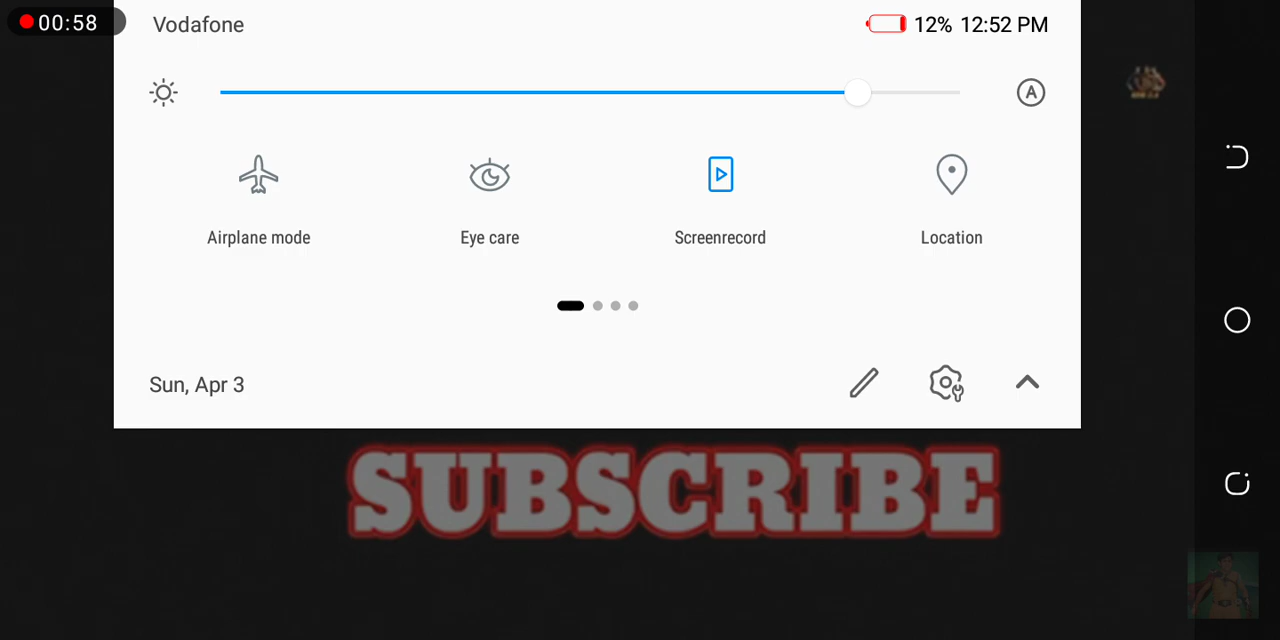 00:58
Vodafone
12% 12:52 PM
A
Airplane mode
Eye care
Screenrecord
Location
Sun, Apr 3
SUBSCRIBE